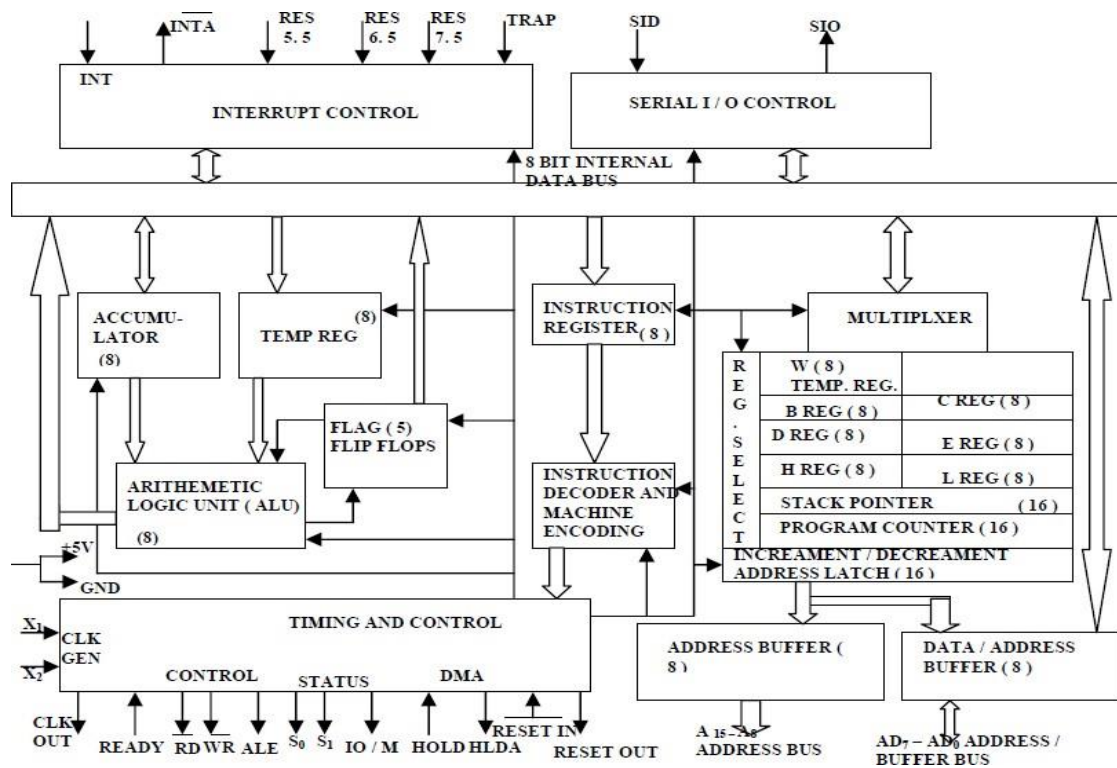 INTA
RES
5. 5
RES
6. 5
RES
7. 5
TRAP
SID
SIO
INT
INTERRUPT CONTROL
SERIAL I / O CONTROL
8 BIT INTERNAL
DATA BUS
ACCUMU-
LATOR
(8)
(8)
TEMP REG
INSTRUCTION
REGISTER ( 8 )
MULTIPLXER
REG. SELECT
W ( 8 )
TEMP. REG.
B REG ( 8 )
C REG ( 8 )
D REG ( 8 )
E REG ( 8 )
H REG ( 8 )
L REG ( 8 )
STACK POINTER ( 16 )
PROGRAM COUNTER ( 16 )
INCREAMENT / DECREAMENT
ADDRESS LATCH ( 16 )
FLAG ( 5 )
FLIP FLOPS
ARITHEMETIC
LOGIC UNIT ( ALU)
(8)
INSTRUCTION
DECODER AND
MACHINE
ENCODING
+5V
GND
X1
X2
CLK
GEN
TIMING AND CONTROL
CONTROL
STATUS
DMA
ADDRESS BUFFER (
8 )
DATA / ADDRESS
BUFFER ( 8 )
CLK
OUT
READY
RD
WR
ALE
S0
S1
IO / M
HOLD
HLDA
RESET IN
RESET OUT
A 15 – A8
ADDRESS BUS
AD7 – AD0 ADDRESS /
BUFFER BUS